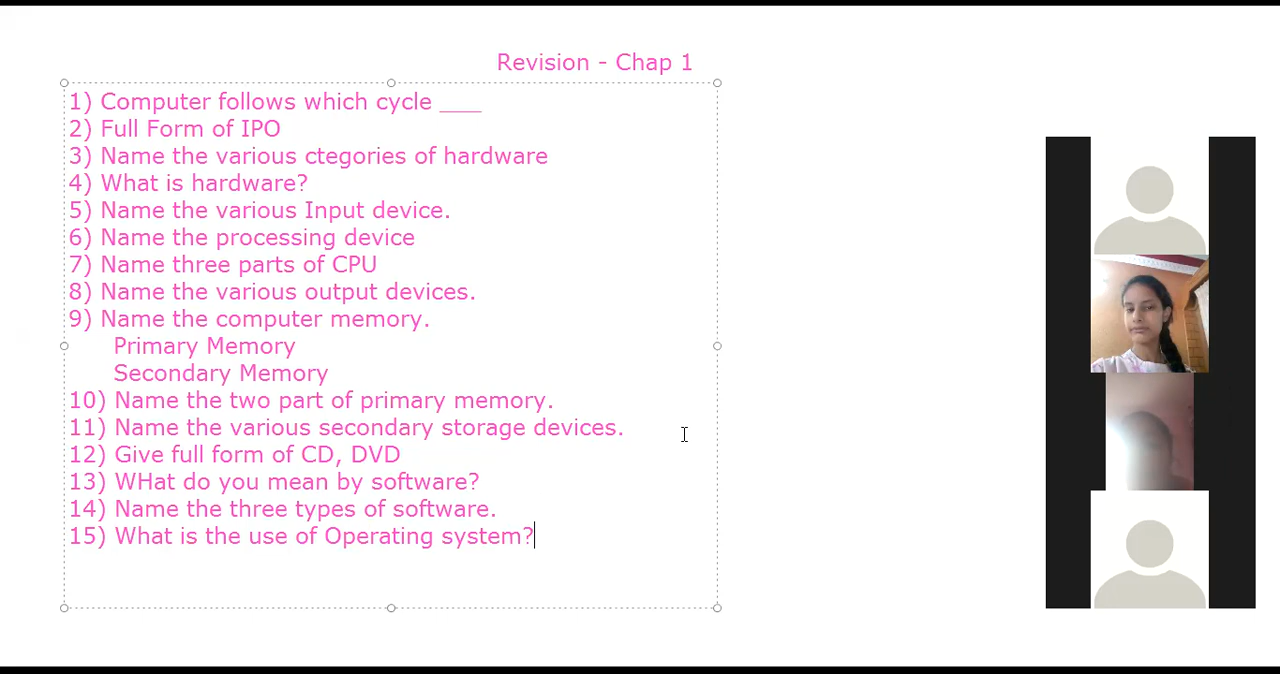 Revision - Chap 1
1) Computer follows which cycle ___
2) Full Form of IPO
3) Name the various ctegories of hardware
4) What is hardware?
5) Name the various Input device.
6) Name the processing device
7) Name three parts of CPU
8) Name the various output devices.
9) Name the computer memory.
Primary Memory
Secondary Memory
10) Name the two part of primary memory.
11) Name the various secondary storage devices.
12) Give full form of CD, DVD
13) WHat do you mean by software?
14) Name the three types of software.
15) What is the use of Operating system?